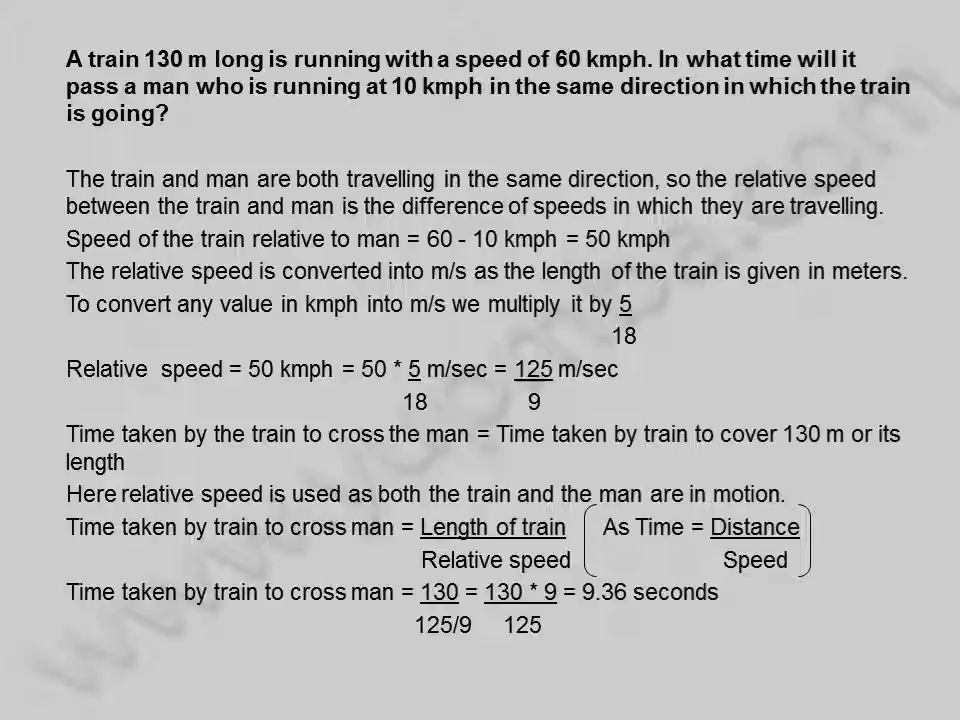 A train 130 m long is running with a speed of 60 kmph. In what time will it
pass a man who is running at 10 kmph in the same direction in which the train
is going?
The train and man are both travelling in the same direction, so the relative speed
between the train and man is the difference of speeds in which they are travelling.
Speed of the train relative to man = 60 - 10 kmph = 50 kmph
The relative speed is converted into m/s as the length of the train is given in meters.
To convert any value in kmph into m/s we multiply it by 5
18
Relative speed = 50 kmph = 50 * 5 m/sec = 125 m/sec
18 9
Time taken by the train to cross the man = Time taken by train to cover 130 m or its
length
Here relative speed is used as both the train and the man are in motion.
Time taken by train to cross man = Length of train As Time = Distance
Relative speed Speed
Time taken by train to cross man = 130 = 130 * 9 = 9.36 seconds
125/9 125